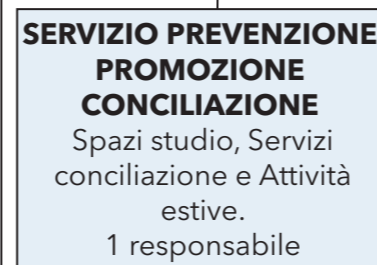 SERVIZIO PREVENZIONE
PROMOZIONE
CONCILIAZIONE
Spazi studio, Servizi
conciliazione e Attività
estive.
1 responsabile